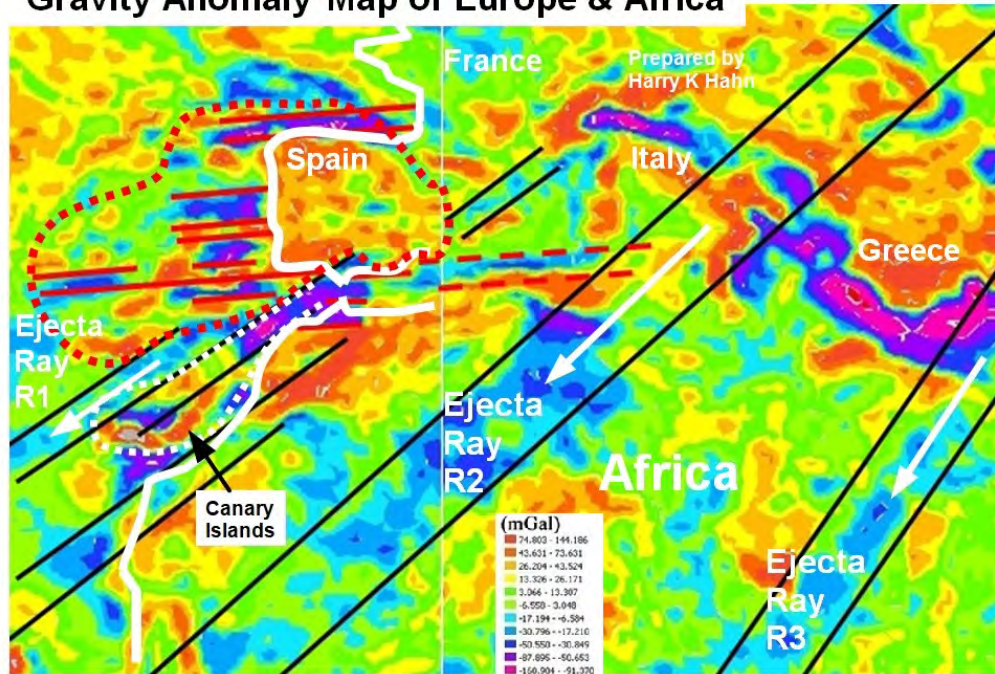 Gravity Anomaly Map of Europe & Africa
France
Prepared by
Harry K Hahn
Spain
Italy
Greece
Ejecta
Ray
R1
Ejecta
Ray
R2
Africa
Canary
Islands
(mGal)
74.803 - 144.186
43.631 - 73.631
26.204 - 43.524
13.326 - 26.171
3.066 - 13.307
-6.558 - 3.048
-17.194 - -6.584
-30.796 - -17.210
-50.550 - -30.849
-87.895 - -50.653
-160.904 - -91.370
Ejecta
Ray
R3